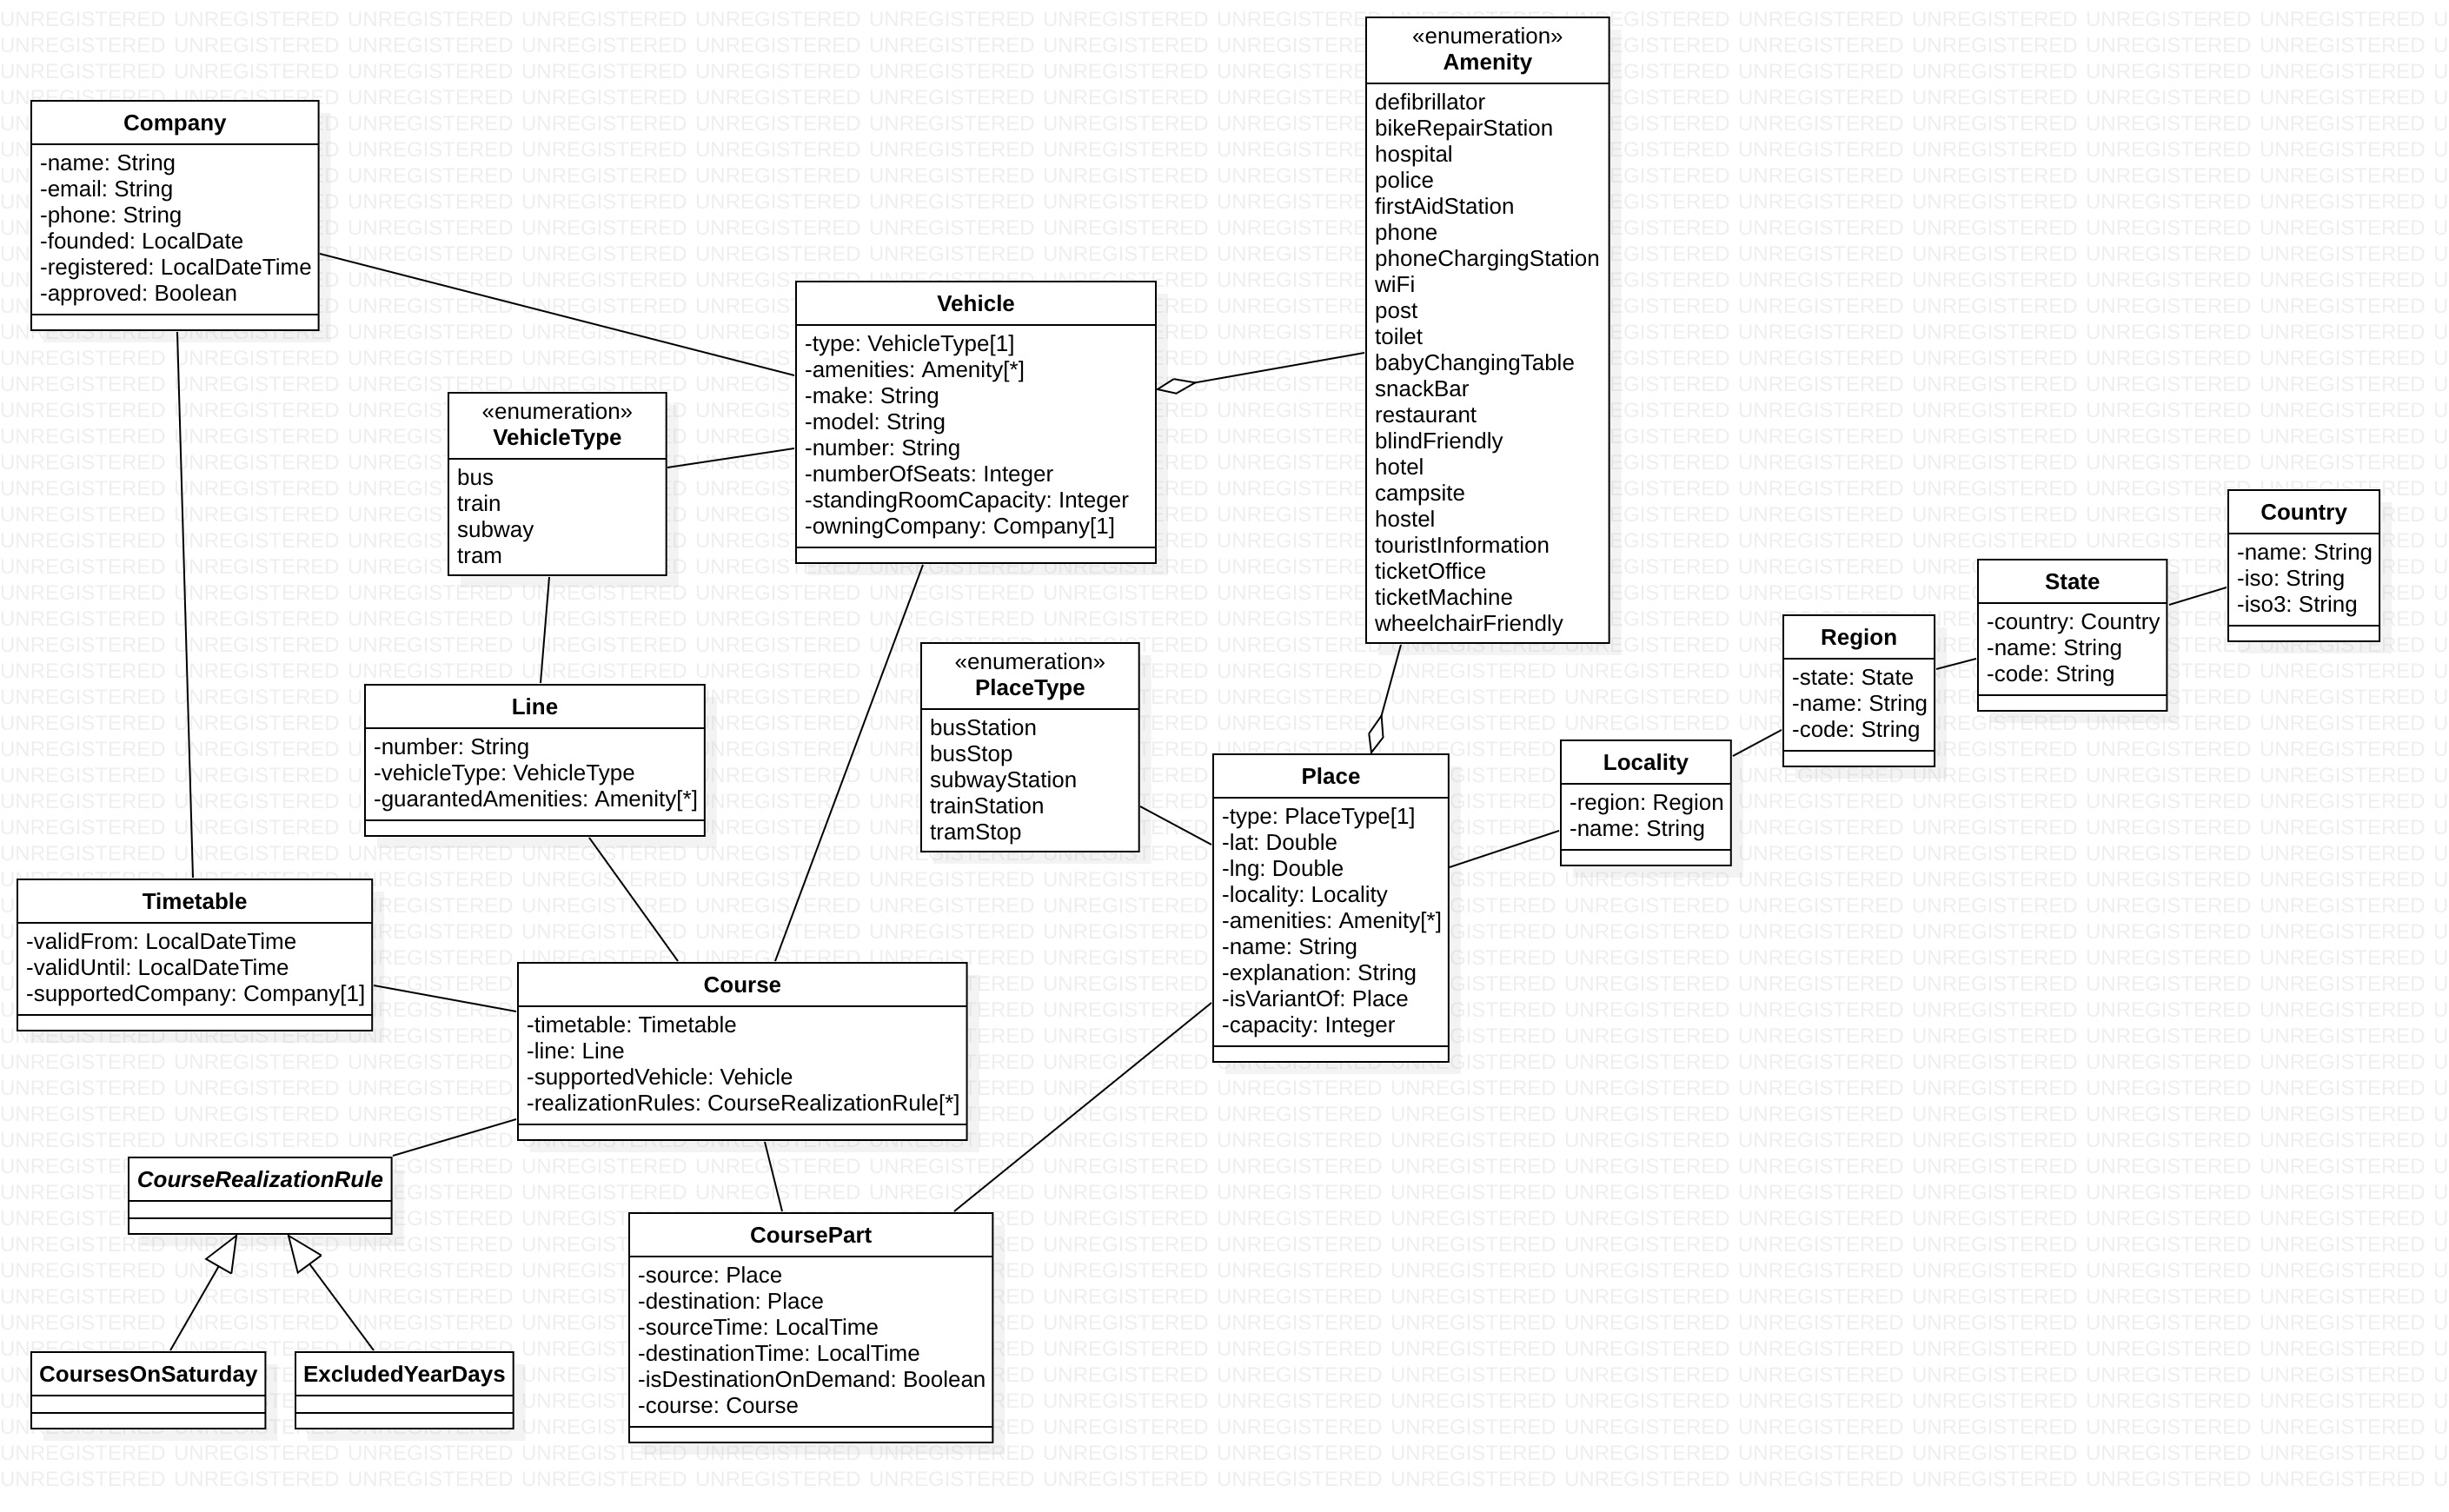 Company
-name: String
-email: String
-phone: String
-founded: LocalDate
-registered: LocalDateTime
-approved: Boolean
«enumeration»
VehicleType
bus
train
subway
tram
Vehicle
-type: VehicleType[1]
-amenities: Amenity[*]
-make: String
-model: String
-number: String
-numberOfSeats: Integer
-standingRoomCapacity: Integer
-owningCompany: Company[1]
«enumeration»
Amenity
defibrillator
bikeRepairStation
hospital
police
firstAidStation
phone
phoneChargingStation
wiFi
post
toilet
babyChangingTable
snackBar
restaurant
blindFriendly
hotel
campsite
hostel
touristInformation
ticketOffice
ticketMachine
wheelchairFriendly
Country
-name: String
-iso: String
-iso3: String
State
-country: Country
-name: String
-code: String
Region
-state: State
-name: String
-code: String
Locality
-region: Region
-name: String
«enumeration»
PlaceType
busStation
busStop
subwayStation
trainStation
tramStop
Place
-type: PlaceType[1]
-lat: Double
-lng: Double
-locality: Locality
-amenities: Amenity[*]
-name: String
-explanation: String
-isVariantOf: Place
-capacity: Integer
Line
-number: String
-vehicleType: VehicleType
-guarantedAmenities: Amenity[*]
Timetable
-validFrom: LocalDateTime
-validUntil: LocalDateTime
-supportedCompany: Company[1]
Course
-timetable: Timetable
-line: Line
-supportedVehicle: Vehicle
-realizationRules: CourseRealizationRule[*]
CourseRealizationRule
CoursesOnSaturday
ExcludedYearDays
CoursePart
-source: Place
-destination: Place
-sourceTime: LocalTime
-destinationTime: LocalTime
-isDestinationOnDemand: Boolean
-course: Course
UNREGISTERED